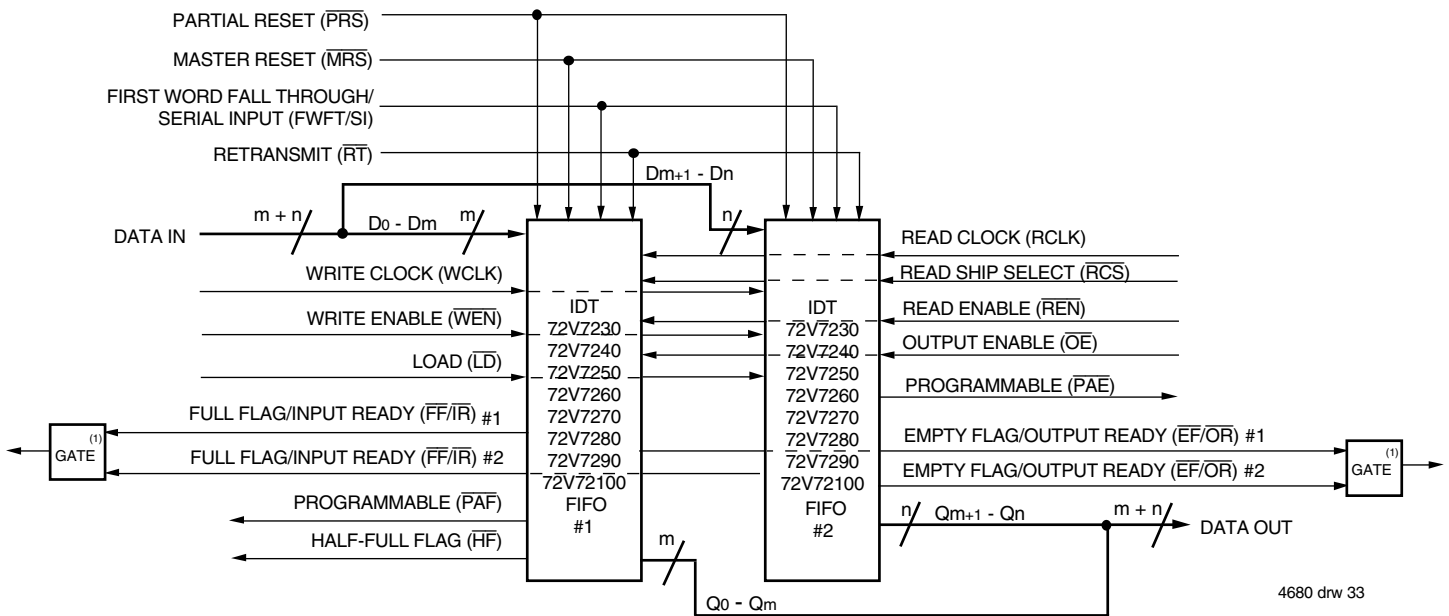 PARTIAL RESET (PRS)
MASTER RESET (MRS)
FIRST WORD FALL THROUGH/
SERIAL INPUT (FWFT/SI)
RETRANSMIT (RT)
Dm+1 - Dn
m + n
D0 - Dm
m
n
DATA IN
READ CLOCK (RCLK)
WRITE CLOCK (WCLK)
READ SHIP SELECT (RCS)
WRITE ENABLE (WEN)
READ ENABLE (REN)
LOAD (LD)
OUTPUT ENABLE (OE)
PROGRAMMABLE (PAE)
IDT
72V7230
72V7240
72V7250
72V7260
72V7270
72V7280
72V7290
72V72100
FIFO
#1
IDT
72V7230
72V7240
72V7250
72V7260
72V7270
72V7280
72V7290
72V72100
FIFO
#2
FULL FLAG/INPUT READY (FF/IR) #1
FULL FLAG/INPUT READY (FF/IR) #2
(1)
GATE
EMPTY FLAG/OUTPUT READY (EF/OR) #1
EMPTY FLAG/OUTPUT READY (EF/OR) #2
(1)
GATE
PROGRAMMABLE (PAF)
HALF-FULL FLAG (HF)
m
n
Qm+1 - Qn
m + n
DATA OUT
Q0 - Qm
4680 drw 33